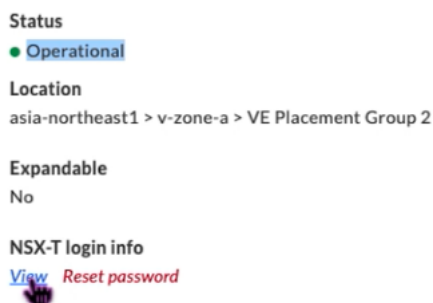 Status
Operational
Location
asia-northeast1 > v-zone-a > VE Placement Group 2
Expandable
No
NSX-T login info
View Reset password